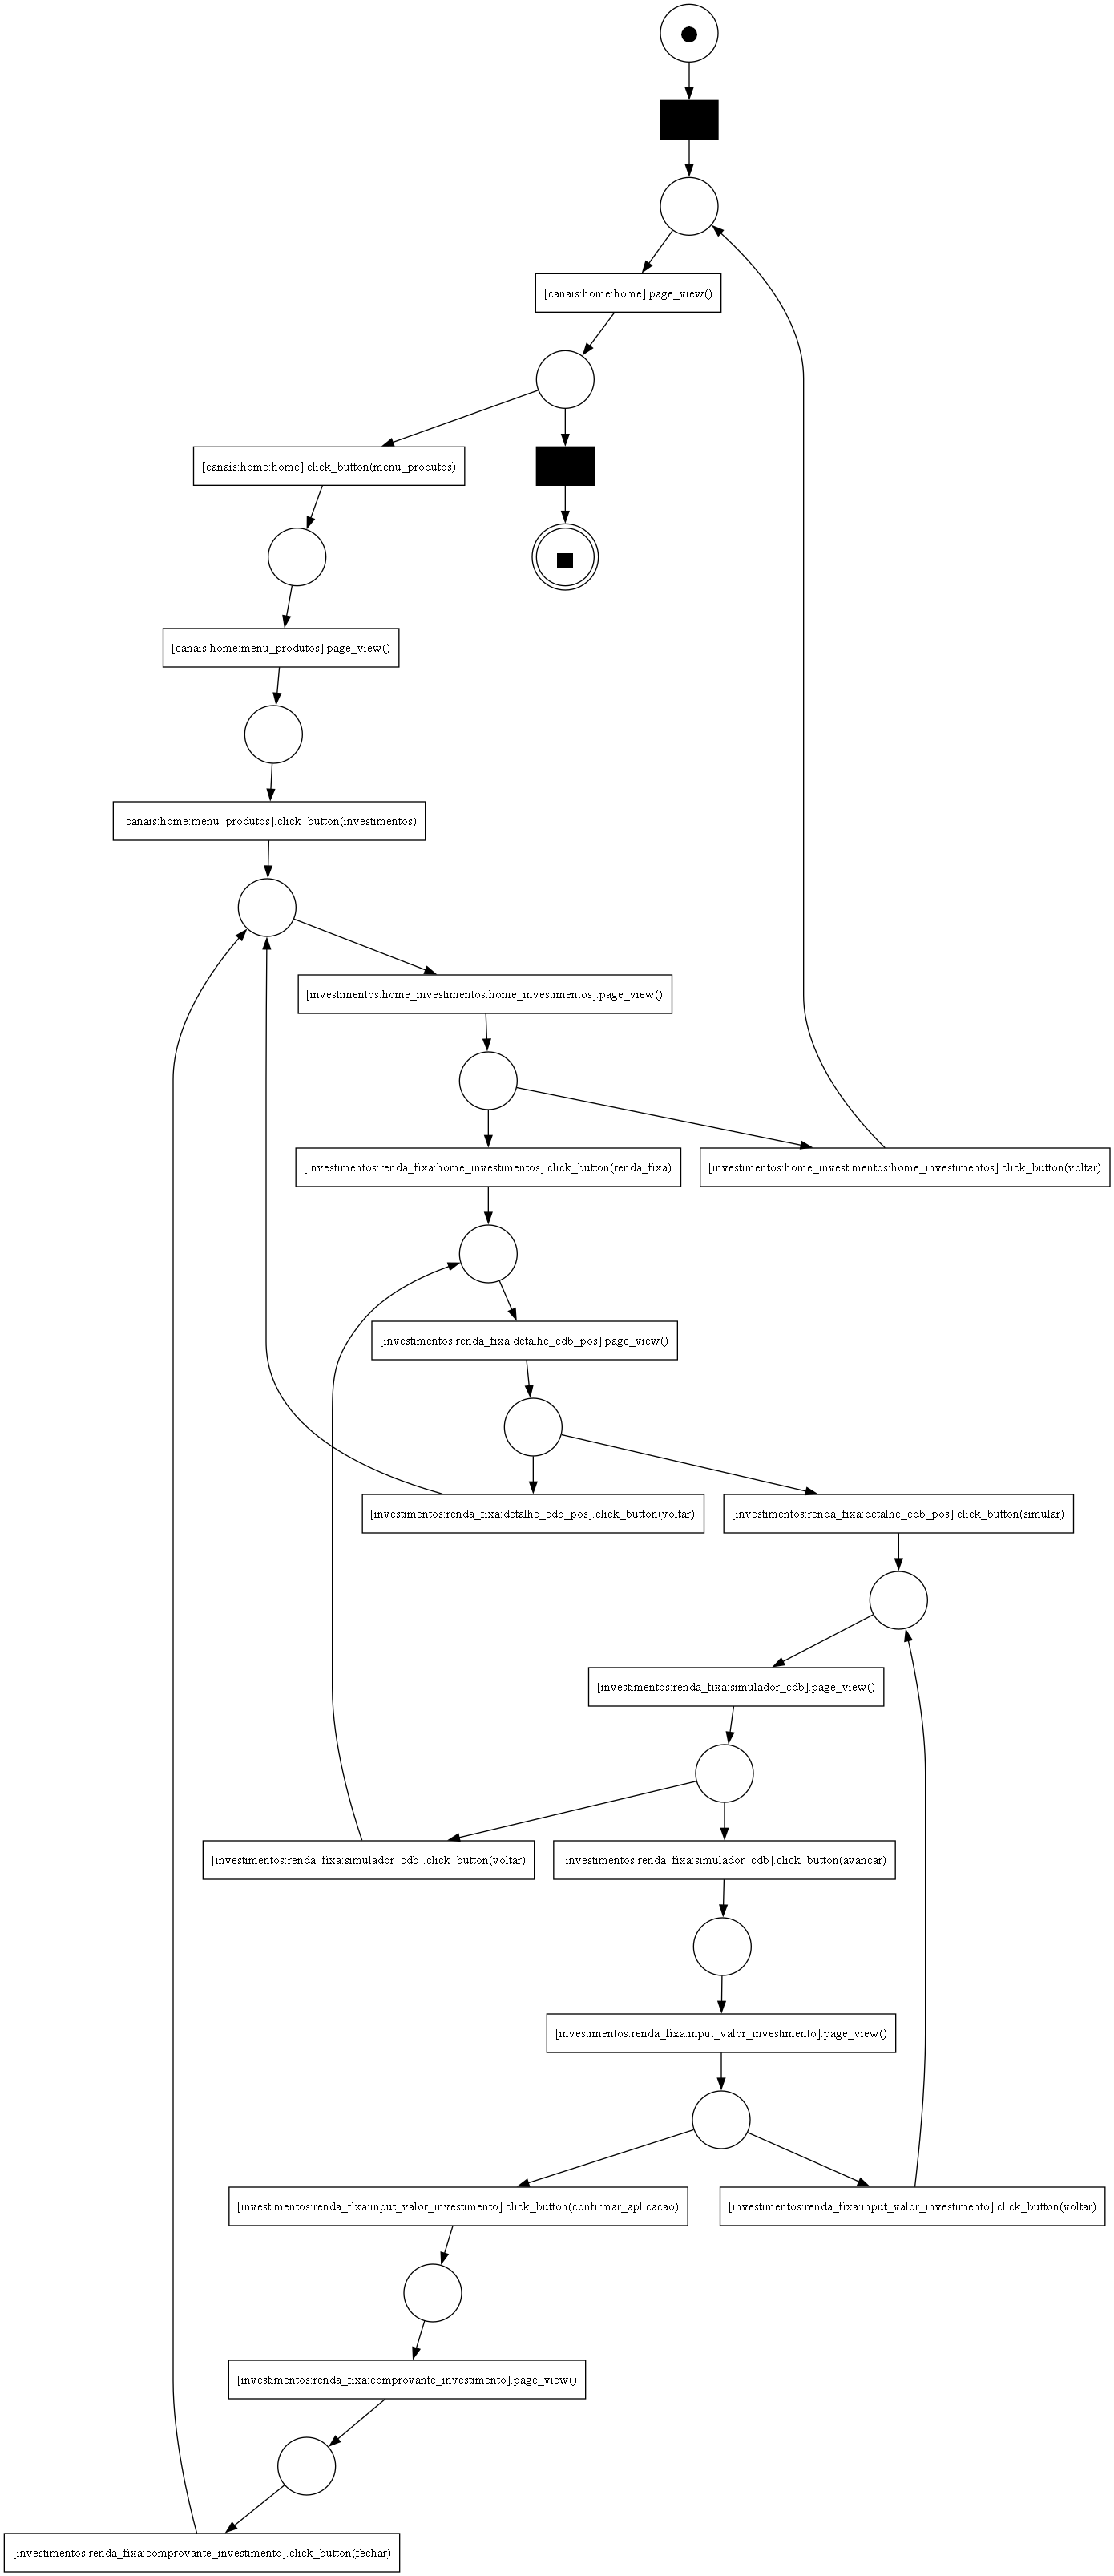 [canais:home:home].page_view()
[canais:home:home].click_button(menu_produtos)
[canais:home:menu_produtos].page_view()
[canais:home:menu_produtos].click_button(investimentos)
[investimentos:home_investimentos:home_investimentos].page_view()
[investimentos:renda_fixa:home_investimentos].click_button(renda_fixa)
[investimentos:home_investimentos:home_investimentos].click_button(voltar)
[investimentos:renda_fixa:detalhe_cdb_pos].page_view()
[investimentos:renda_fixa:detalhe_cdb_pos].click_button(voltar)
[investimentos:renda_fixa:detalhe_cdb_pos].click_button(simular)
[investimentos:renda_fixa:simulador_cdb].page_view()
[investimentos:renda_fixa:simulador_cdb].click_button(voltar)
[investimentos:renda_fixa:simulador_cdb].click_button(avancar)
[investimentos:renda_fixa:input_valor_investimento].page_view()
[investimentos:renda_fixa:input_valor_investimento].click_button(confirmar_aplicacao)
[investimentos:renda_fixa:input_valor_investimento].click_button(voltar)
[investimentos:renda_fixa:comprovante_investimento].page_view()
[investimentos:renda_fixa:comprovante_investimento].click_button(fechar)